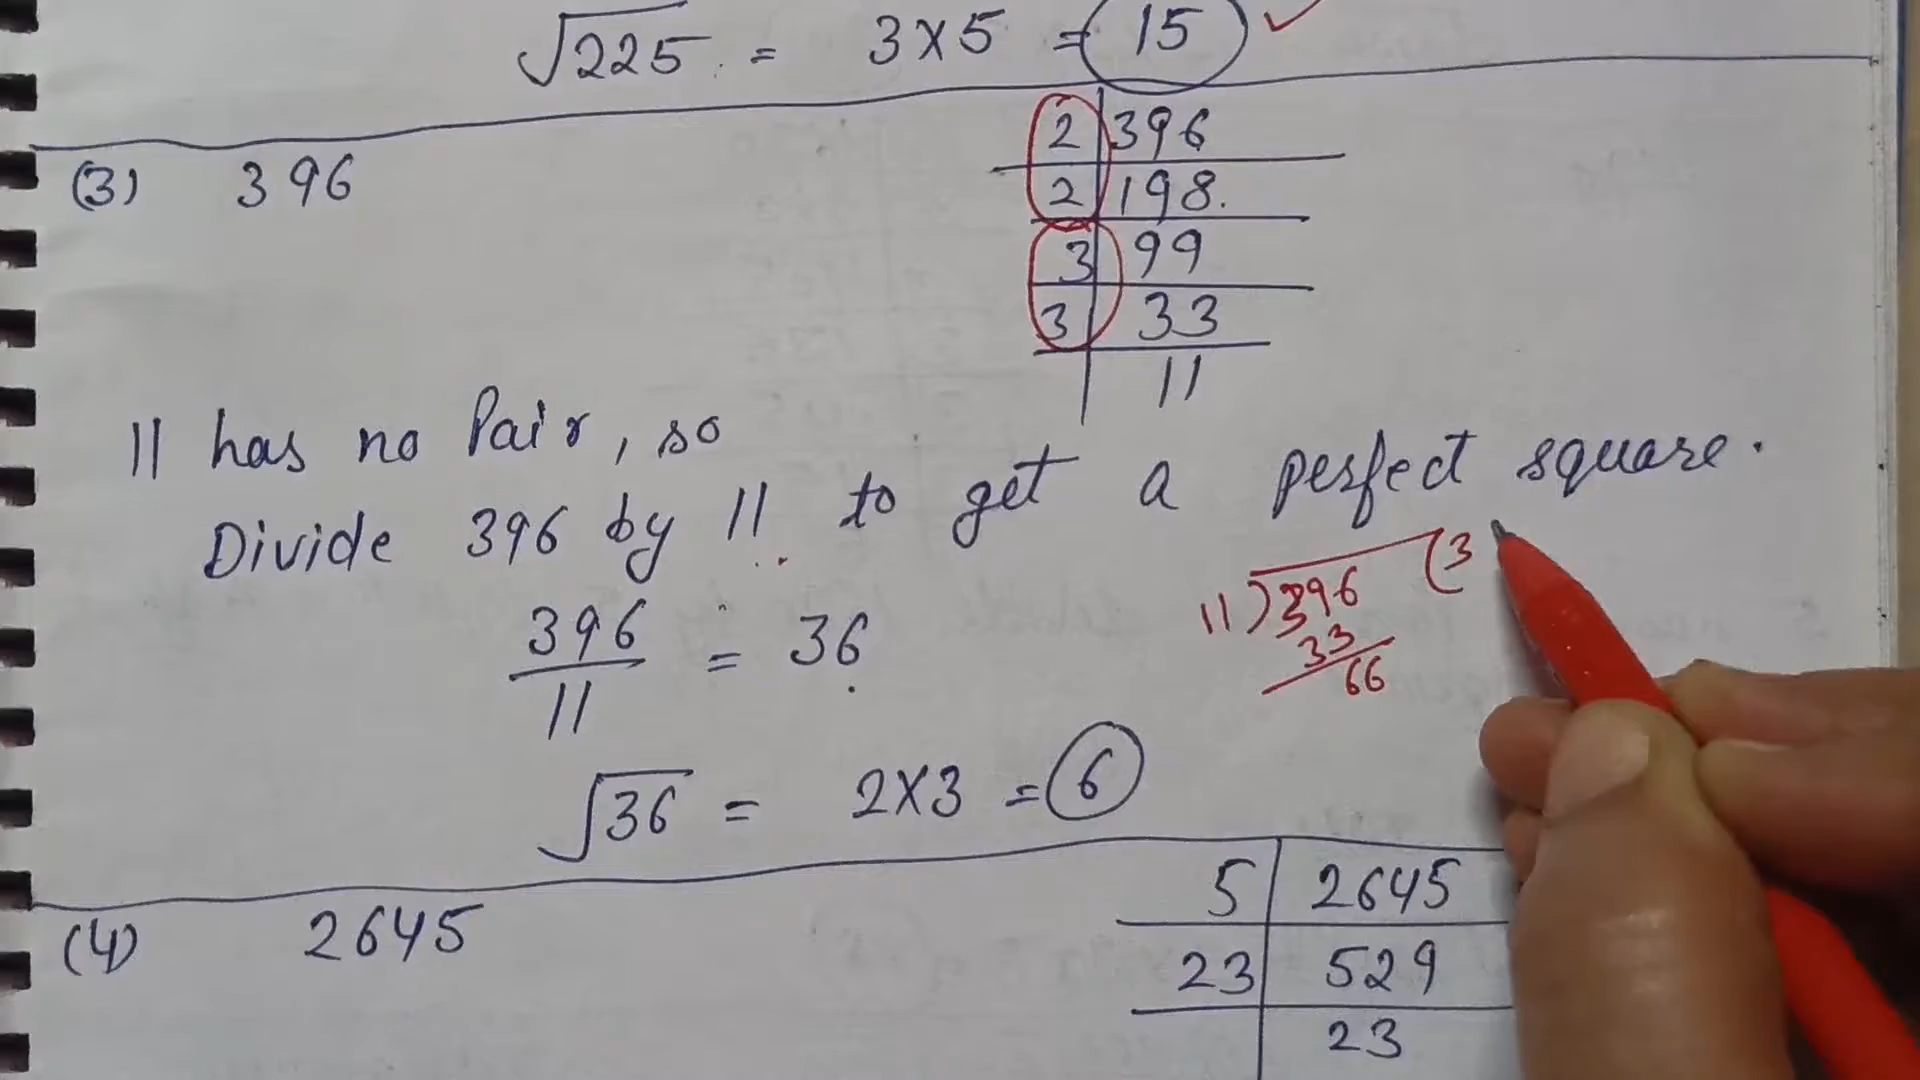 √225 = 3×5 = 15 ✓
(3) 396
2 | 396
2 | 198.
3 | 99
3 | 33
11
11 has no Pair, so
Divide 396 by 11 to get a perfect square.
396/11 = 36
11)396(3
33
66
√36 = 2×3 = 6
(4) 2645
5 | 2645
23 | 529
23